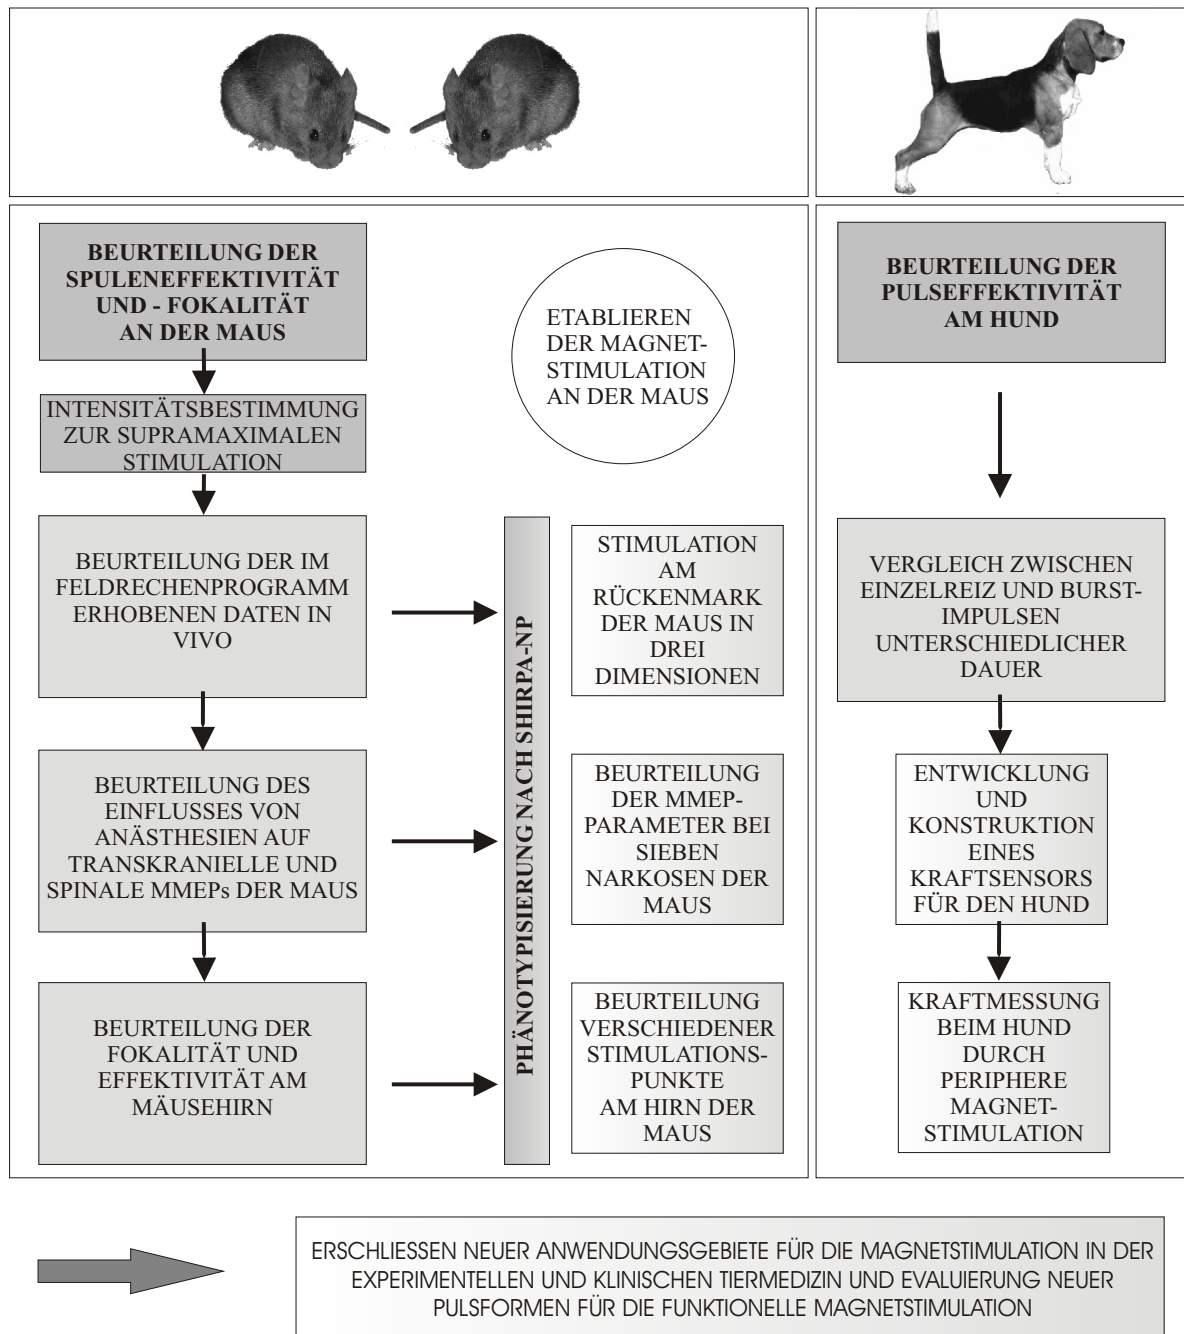 BEURTEILUNG DER
SPULENEFFEKTIVITÄT
UND - FOKALITÄT
AN DER MAUS
INTENSITÄTSBESTIMMUNG
ZUR SUPRAMAXIMALEN
STIMULATION
BEURTEILUNG DER IM
FELDRECHENPROGRAMM
ERHOBENEN DATEN IN
VIVO
BEURTEILUNG DES
EINFLUSSES VON
ANÄSTHESIEN AUF
TRANSKRANIELLE UND
SPINALE MMEPs DER MAUS
BEURTEILUNG DER
FOKALITÄT UND
EFFEKTIVITÄT AM
MÄUSEHIRN
ETABLIEREN
DER MAGNET-
STIMULATION
AN DER MAUS
PHÄNOTYPISIERUNG NACH SHIRPA-NP
STIMULATION
AM
RÜCKENMARK
DER MAUS IN
DREI
DIMENSIONEN
BEURTEILUNG
DER MMEP-
PARAMETER BEI
SIEBEN
NARKOSEN DER
MAUS
BEURTEILUNG
VERSCHIEDENER
STIMULATIONS-
PUNKTE
AM HIRN DER
MAUS
BEURTEILUNG DER
PULSEFFEKTIVITÄT
AM HUND
VERGLEICH ZWISCHEN
EINZELREIZ UND BURST-
IMPULSEN
UNTERSCHIEDLICHER
DAUER
ENTWICKLUNG
UND
KONSTRUKTION
EINES
KRAFTSENSORS
FÜR DEN HUND
KRAFTMESSUNG
BEIM HUND
DURCH
PERIPHERE
MAGNET-
STIMULATION
ERSCHLIESSEN NEUER ANWENDUNGSGEBIETE FÜR DIE MAGNETSTIMULATION IN DER
EXPERIMENTELLEN UND KLINISCHEN TIERMEDIZIN UND EVALUIERUNG NEUER
PULSFORMEN FÜR DIE FUNKTIONELLE MAGNETSTIMULATION